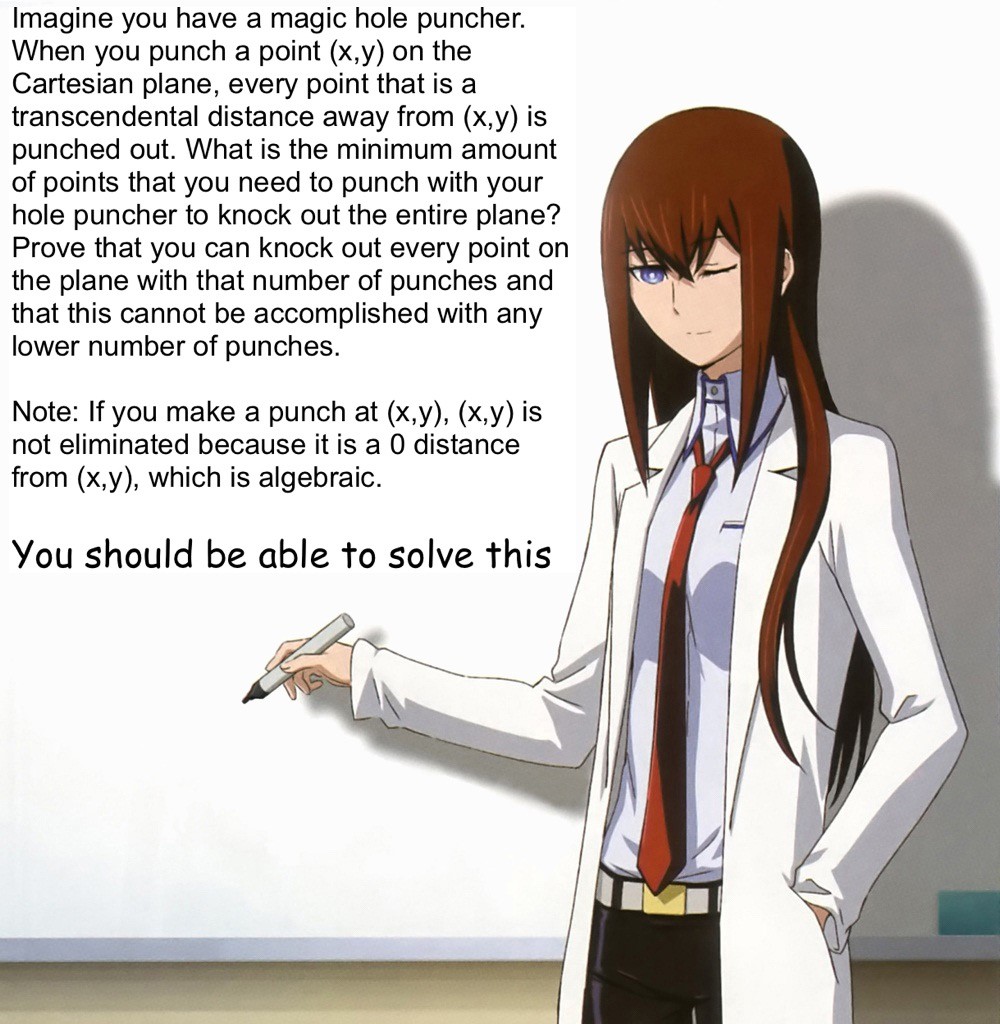 Imagine you have a magic hole puncher.
When you punch a point (x,y) on the
Cartesian plane, every point that is a
transcendental distance away from (x,y) is
punched out. What is the minimum amount
of points that you need to punch with your
hole puncher to knock out the entire plane?
Prove that you can knock out every point on
the plane with that number of punches and
that this cannot be accomplished with any
lower number of punches.
Note: If you make a punch at (x,y), (x,y) is
not eliminated because it is a 0 distance
from (x,y), which is algebraic.
You should be able to solve this